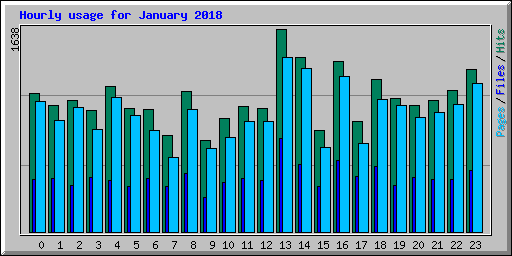 Hourly usage for January 2018
1638
Pages / Files / Hits
0 1 2 3 4 5 6 7 8 9 10 11 12 13 14 15 16 17 18 19 20 21 22 23